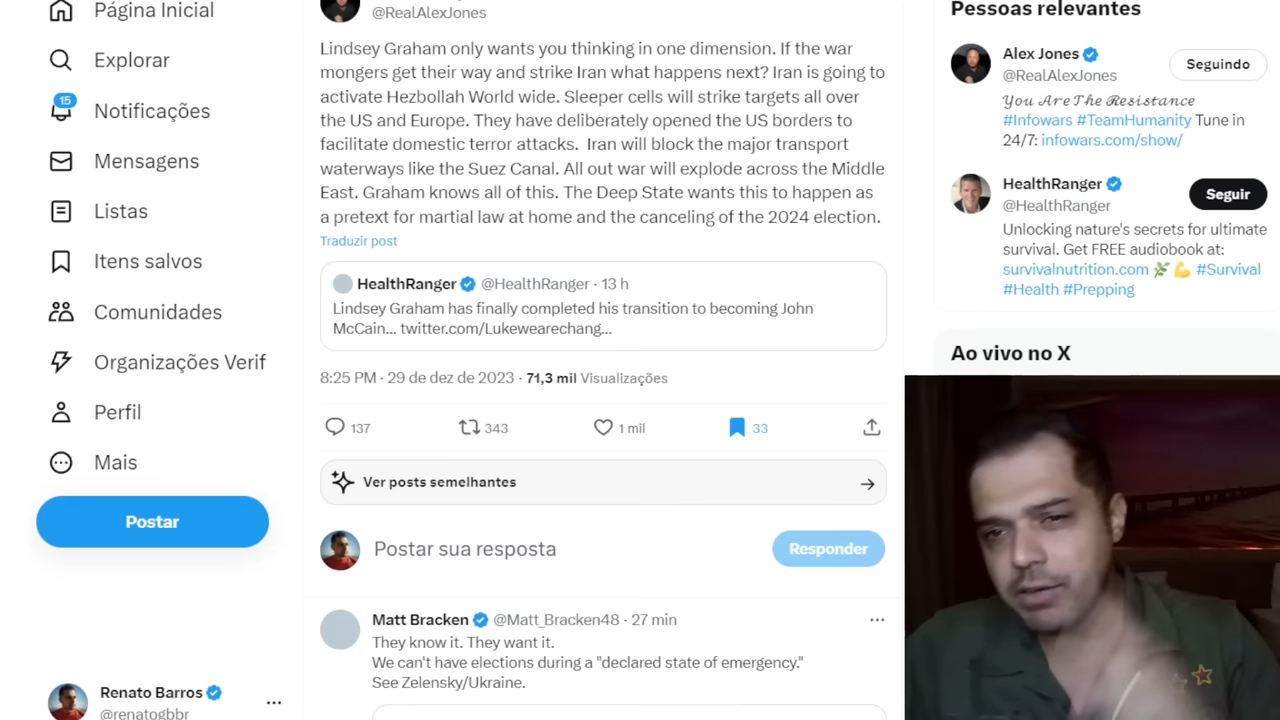 Página Inicial
Explorar
15
Notificações
Mensagens
Listas
Itens salvos
Comunidades
Organizações Verif
Perfil
Mais
Postar
Renato Barros
@renatogbbr
@RealAlexJones
Lindsey Graham only wants you thinking in one dimension. If the war
mongers get their way and strike Iran what happens next? Iran is going to
activate Hezbollah World wide. Sleeper cells will strike targets all over
the US and Europe. They have deliberately opened the US borders to
facilitate domestic terror attacks. Iran will block the major transport
waterways like the Suez Canal. All out war will explode across the Middle
East. Graham knows all of this. The Deep State wants this to happen as
a pretext for martial law at home and the canceling of the 2024 election.
Traduzir post
HealthRanger @HealthRanger · 13 h
Lindsey Graham has finally completed his transition to becoming John
McCain... twitter.com/Lukewearechang...
8:25 PM · 29 de dez de 2023 · 71,3 mil Visualizações
137 343 1 mil 33
Ver posts semelhantes
Postar sua resposta
Responder
Matt Bracken @Matt_Bracken48 · 27 min
They know it. They want it.
We can't have elections during a "declared state of emergency."
See Zelensky/Ukraine.
Pessoas relevantes
Alex Jones
@RealAlexJones
Seguindo
𝓨𝓸𝓾 𝓐𝓻𝓮 𝓣𝓱𝓮 𝓡𝓮𝓼𝓲𝓼𝓽𝓪𝓷𝓬𝓮
#Infowars #TeamHumanity Tune in
24/7: infowars.com/show/
HealthRanger
@HealthRanger
Seguir
Unlocking nature's secrets for ultimate
survival. Get FREE audiobook at:
survivalnutrition.com 🌿💪 #Survival
#Health #Prepping
Ao vivo no X